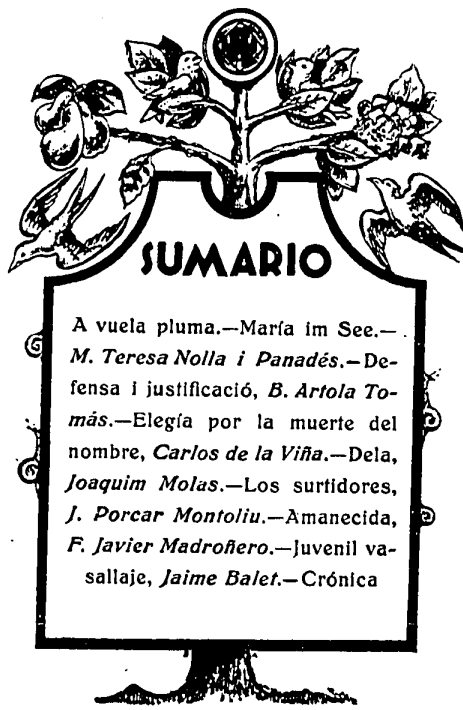 SUMARIO
A vuela pluma.—María im See.—
M. Teresa Nolla i Panadés.—De-
fensa i justificació, B. Artola To-
más.—Elegía por la muerte del
nombre, Carlos de la Viña.—Dela,
Joaquim Molas.—Los surtidores,
J. Porcar Montoliu.—Amanecida,
F. Javier Madroñero.—Juvenil va-
sallaje, Jaime Balet.—Crónica